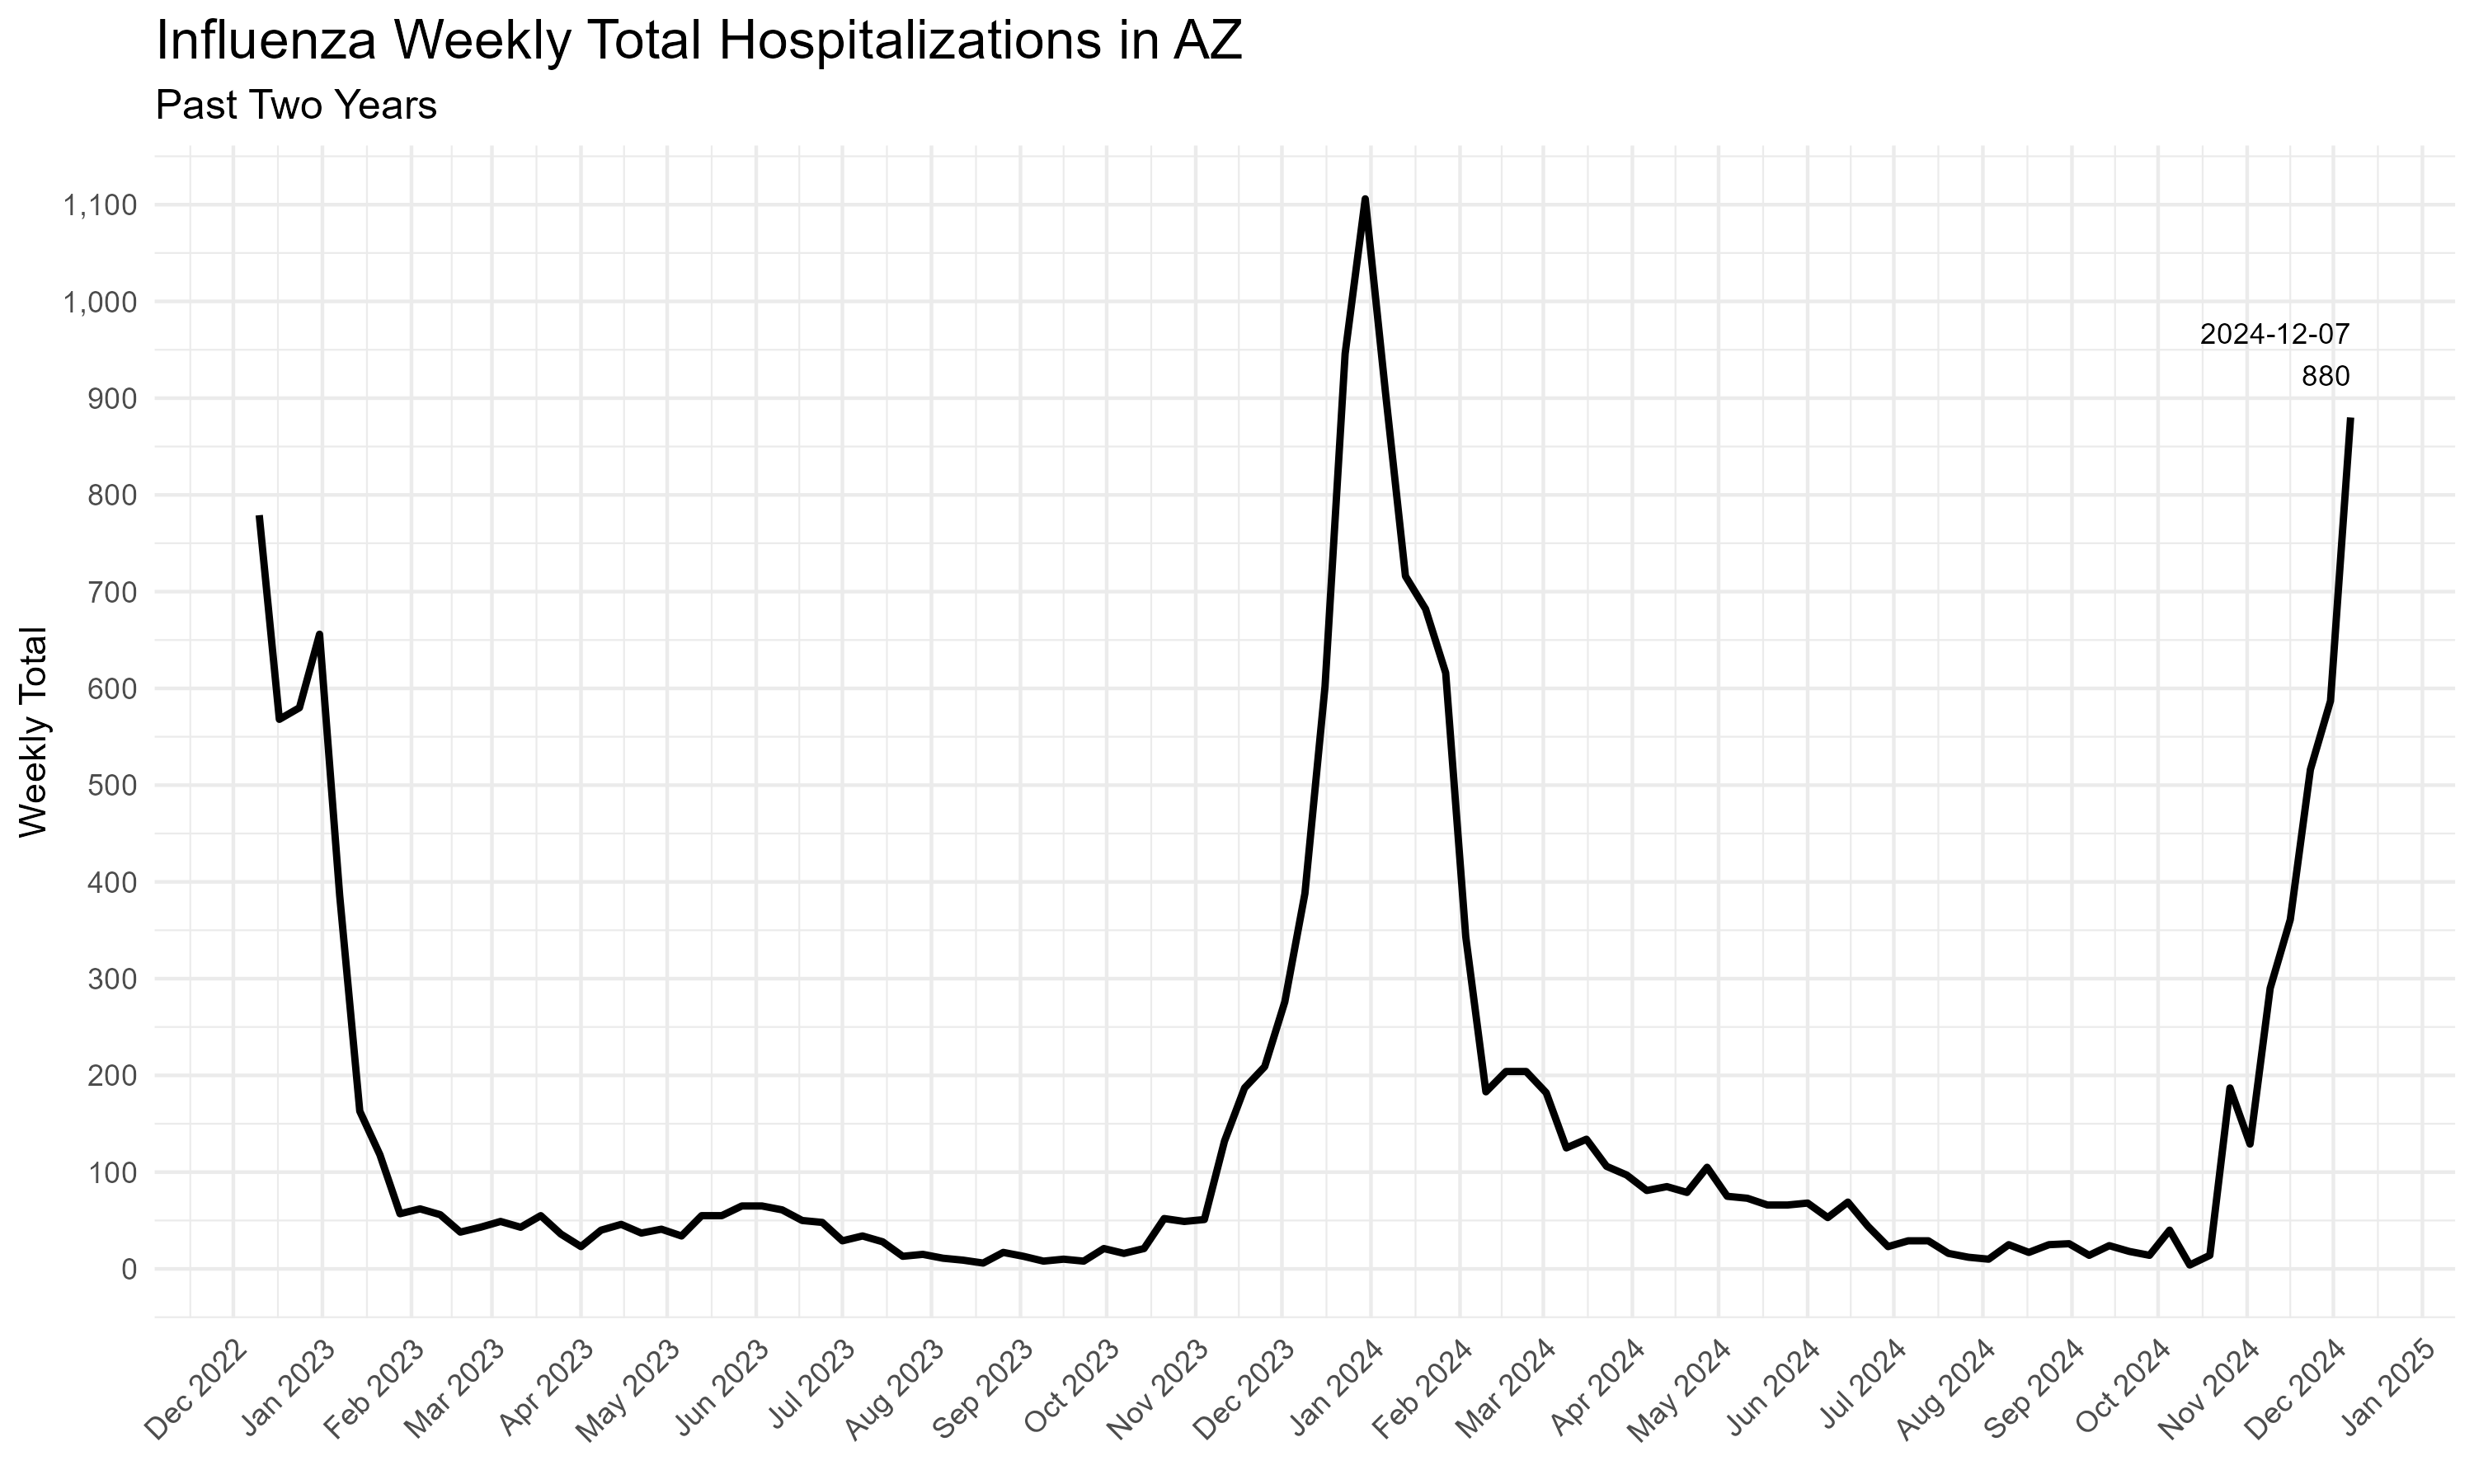 Influenza Weekly Total Hospitalizations in AZ
Past Two Years
Weekly Total
1,100
1,000
900
800
700
600
500
400
300
200
100
0
2024-12-07
880
Dec 2022
Jan 2023
Feb 2023
Mar 2023
Apr 2023
May 2023
Jun 2023
Jul 2023
Aug 2023
Sep 2023
Oct 2023
Nov 2023
Dec 2023
Jan 2024
Feb 2024
Mar 2024
Apr 2024
May 2024
Jun 2024
Jul 2024
Aug 2024
Sep 2024
Oct 2024
Nov 2024
Dec 2024
Jan 2025